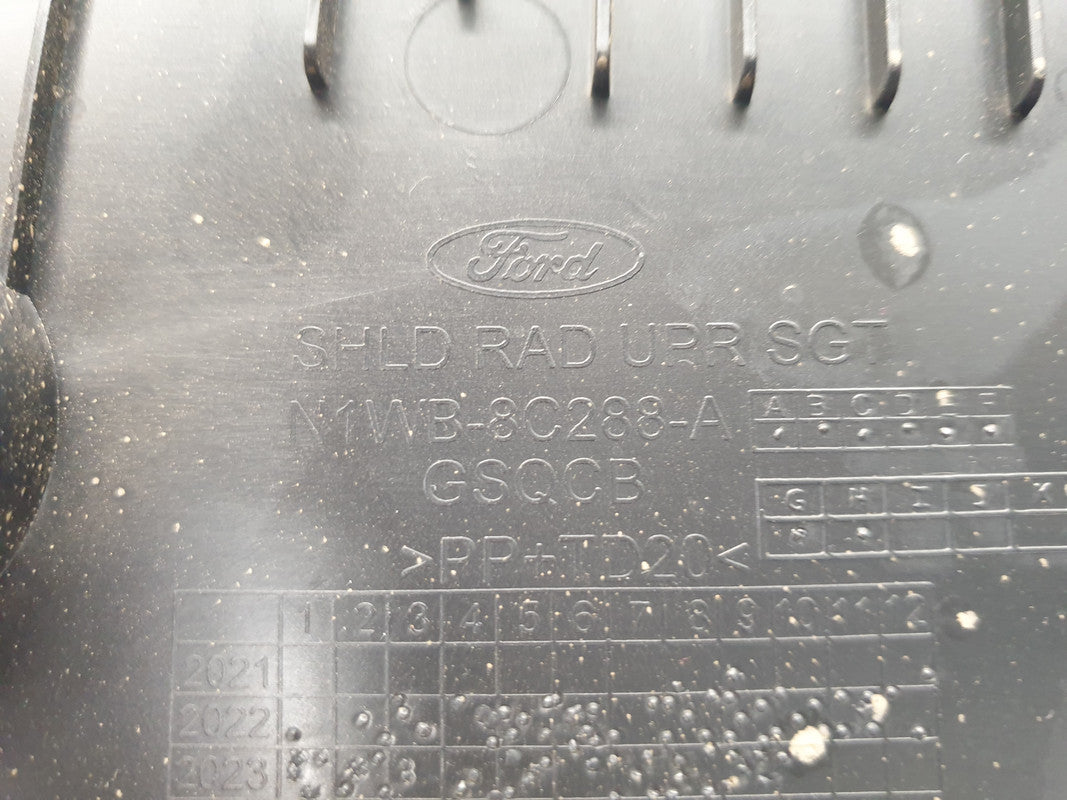 Ford
SHLD RAD UPR SGT
N1WB-8C288-A
A B C D E F
GSQCB
G H I J K
>PP+TD20<
1 2 3 4 5 6 7 8 9 10 11 12
2021
2022
2023